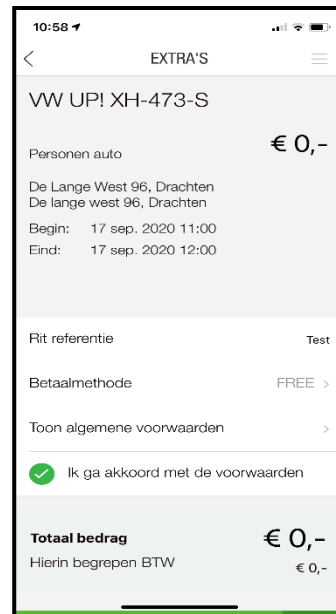 10:58
EXTRA'S
VW UP! XH-473-S
Personen auto € 0,-
De Lange West 96, Drachten
De lange west 96, Drachten
Begin: 17 sep. 2020 11:00
Eind: 17 sep. 2020 12:00
Rit referentie Test
Betaalmethode FREE >
Toon algemene voorwaarden >
Ik ga akkoord met de voorwaarden
Totaal bedrag € 0,-
Hierin begrepen BTW € 0,-